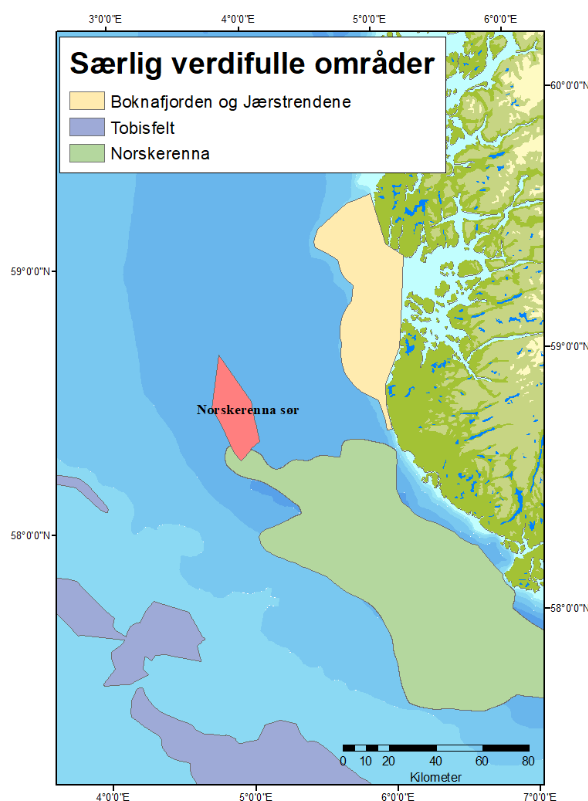 3°0'0"E 4°0'0"E 5°0'0"E 6°0'0"E
Særlig verdifulle områder
Boknafjorden og Jærstrendene
Tobisfelt
Norskerenna
60°0'0"N
59°0'0"N
59°0'0"N
Norskerenna sør
58°0'0"N
58°0'0"N
0 10 20 40 60 80
Kilometer
4°0'0"E 5°0'0"E 6°0'0"E 7°0'0"E